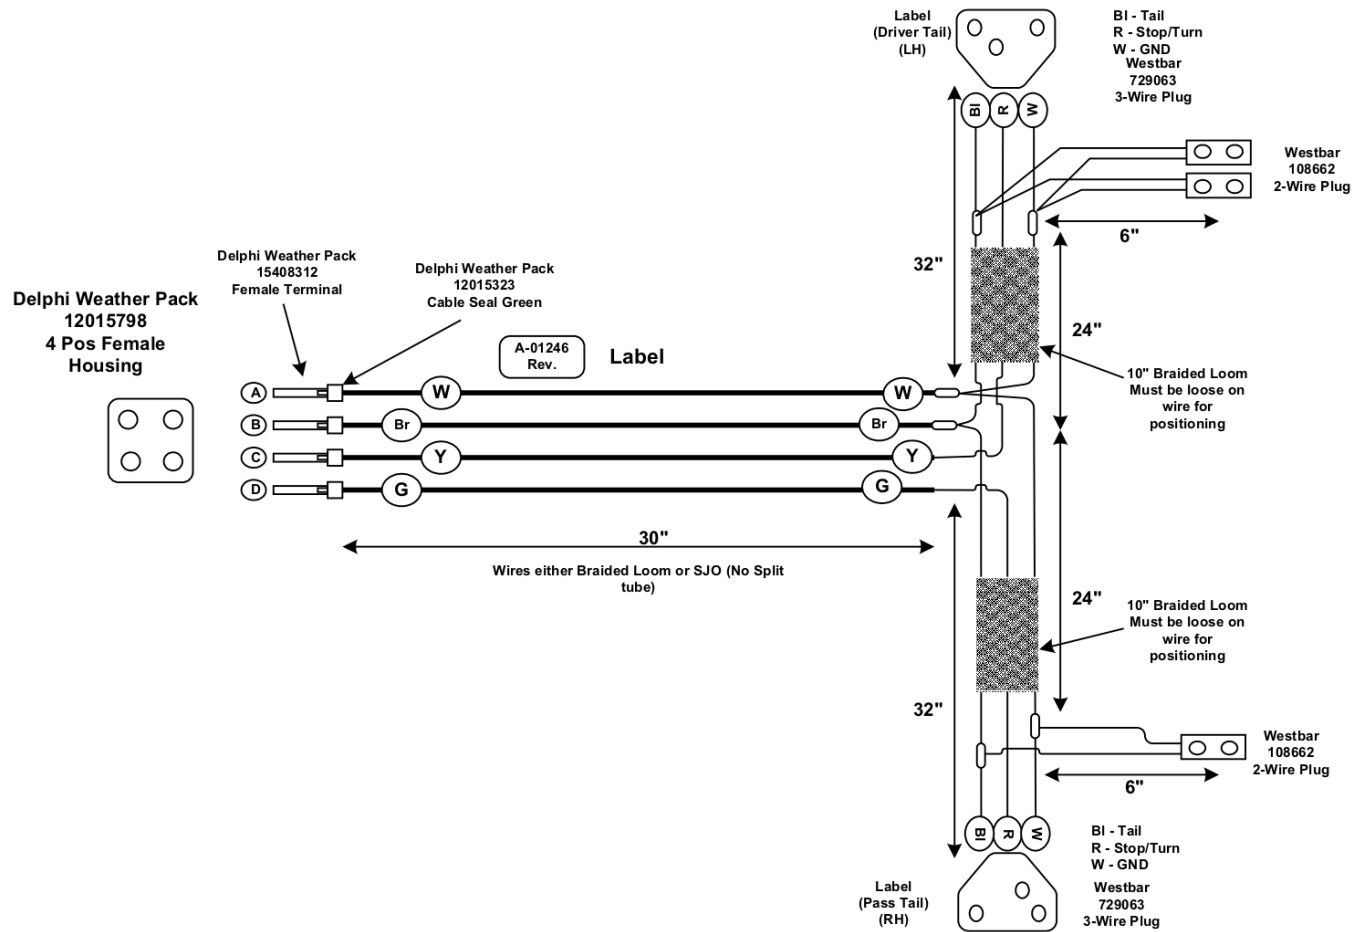 Label
(Driver Tail)
(LH)
Bl - Tail
R - Stop/Turn
W - GND
Westbar
729063
3-Wire Plug
Bl
R
W
Westbar
108662
2-Wire Plug
6"
32"
24"
Delphi Weather Pack
15408312
Female Terminal
Delphi Weather Pack
12015323
Cable Seal Green
Delphi Weather Pack
12015798
4 Pos Female
Housing
A-01246
Rev.
Label
10" Braided Loom
Must be loose on
wire for
positioning
A
W
W
B
Br
Br
C
Y
Y
D
G
G
30"
Wires either Braided Loom or SJO (No Split
tube)
24"
10" Braided Loom
Must be loose on
wire for
positioning
32"
Westbar
108662
2-Wire Plug
6"
Bl
R
W
Bl - Tail
R - Stop/Turn
W - GND
Westbar
729063
3-Wire Plug
Label
(Pass Tail)
(RH)